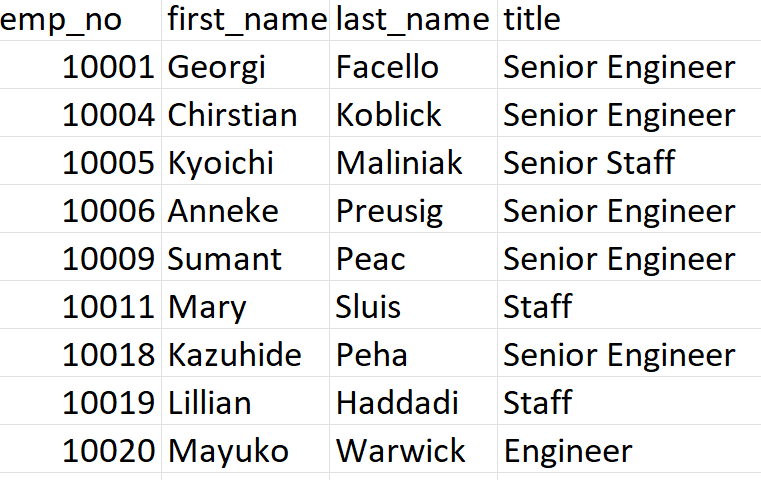 emp_no first_name last_name title
10001 Georgi Facello Senior Engineer
10004 Chirstian Koblick Senior Engineer
10005 Kyoichi Maliniak Senior Staff
10006 Anneke Preusig Senior Engineer
10009 Sumant Peac Senior Engineer
10011 Mary Sluis Staff
10018 Kazuhide Peha Senior Engineer
10019 Lillian Haddadi Staff
10020 Mayuko Warwick Engineer